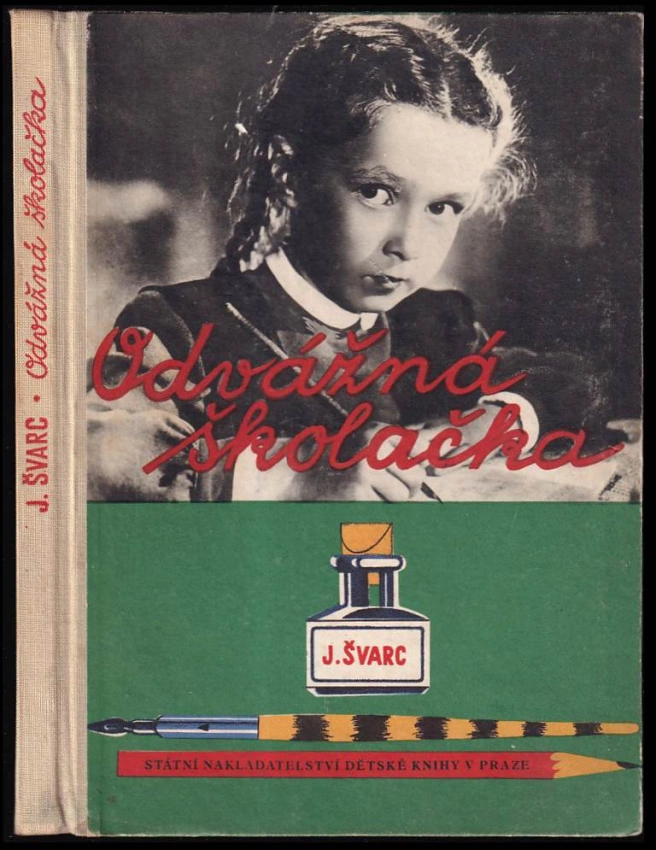 J. ŠVARC • Odvážná školačka
Odvážná
školačka
J. ŠVARC
STÁTNÍ NAKLADATELSTVÍ DĚTSKÉ KNIHY V PRAZE